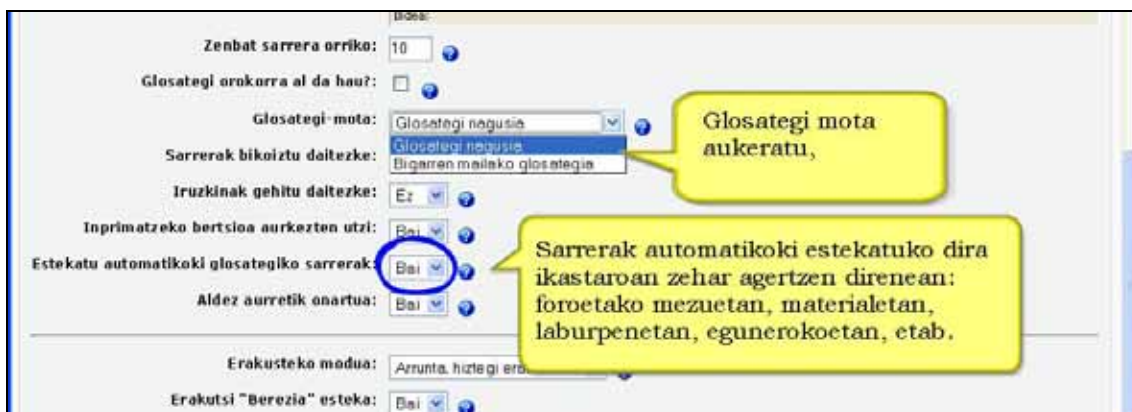 Bidea:
Zenbat sarrera orriko: 10
Glosategi orokorra al da hau?:
Glosategi-mota: Glosategi nagusia
Glosategi nagusia
Bigarren mailako glosategia
Glosategi mota
aukeratu,
Sarrerak bikoiztu daitezke:
Iruzkinak gehitu daitezke: Ez
Inprimatzeko bertsioa aurkezten utzi: Bai
Estekatu automatikoki glosategiko sarrerak: Bai
Sarrerak automatikoki estekatuko dira
ikastaroan zehar agertzen direnean:
foroetako mezuetan, materialetan,
laburpenetan, egunerokoetan, etab.
Aldez aurretik onartua: Bai
Erakusteko modua: Arrunta, hiztegi
Erakutsi "Berezia" esteka: Bai